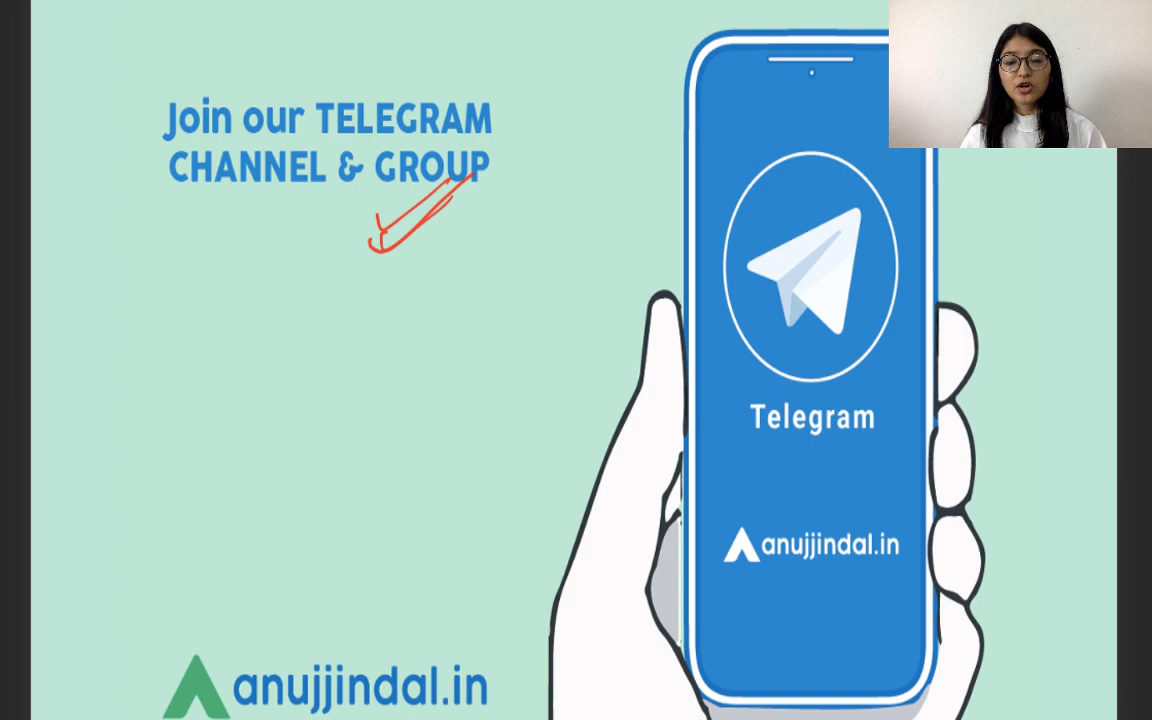 Join our TELEGRAM
CHANNEL & GROUP
Telegram
anujjindal.in
anujjindal.in